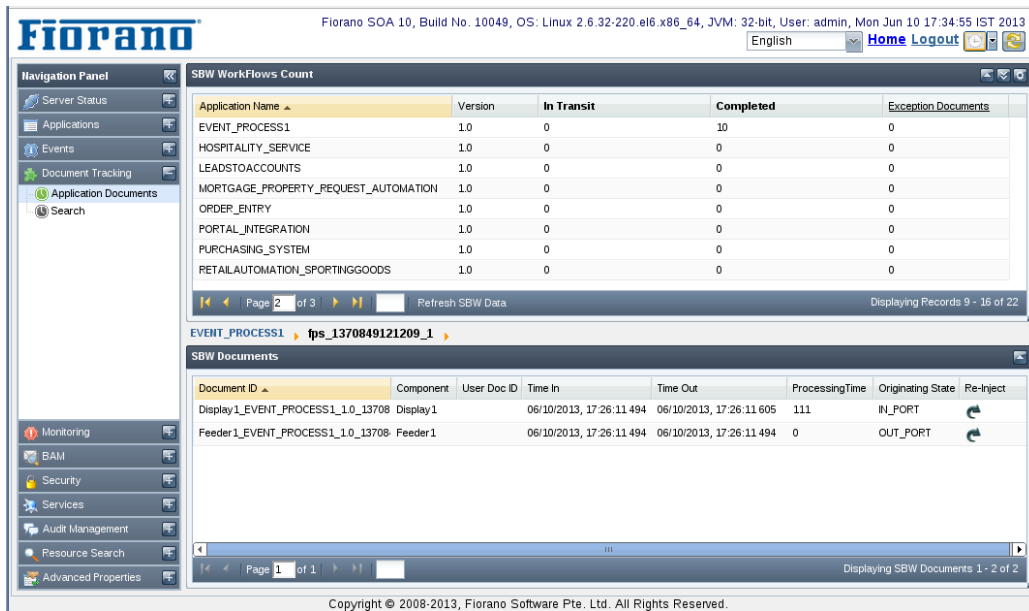 Fiorano
Fiorano SOA 10, Build No. 10049, OS: Linux 2.6.32-220.el6.x86_64, JVM: 32-bit, User: admin, Mon Jun 10 17:34:55 IST 2013
English Home Logout
Navigation Panel
Server Status
Applications
Events
Document Tracking
Application Documents
Search
Monitoring
BAM
Security
Services
Audit Management
Resource Search
Advanced Properties
SBW WorkFlows Count
Application Name Version In Transit Completed Exception Documents
EVENT_PROCESS1 1.0 0 10 0
HOSPITALITY_SERVICE 1.0 0 0 0
LEADSTOACCOUNTS 1.0 0 0 0
MORTGAGE_PROPERTY_REQUEST_AUTOMATION 1.0 0 0 0
ORDER_ENTRY 1.0 0 0 0
PORTAL_INTEGRATION 1.0 0 0 0
PURCHASING_SYSTEM 1.0 0 0 0
RETAILAUTOMATION_SPORTINGGOODS 1.0 0 0 0
Page 2 of 3 Refresh SBW Data Displaying Records 9 - 16 of 22
EVENT_PROCESS1 fps_1370849121209_1
SBW Documents
Document ID Component User Doc ID Time In Time Out ProcessingTime Originating State Re-Inject
Display1_EVENT_PROCESS1_1.0_13708 Display1 06/10/2013, 17:26:11 494 06/10/2013, 17:26:11 605 111 IN_PORT
Feeder1_EVENT_PROCESS1_1.0_13708 Feeder1 06/10/2013, 17:26:11 494 06/10/2013, 17:26:11 494 0 OUT_PORT
Page 1 of 1 Displaying SBW Documents 1 - 2 of 2
Copyright © 2008-2013, Fiorano Software Pte. Ltd. All Rights Reserved.